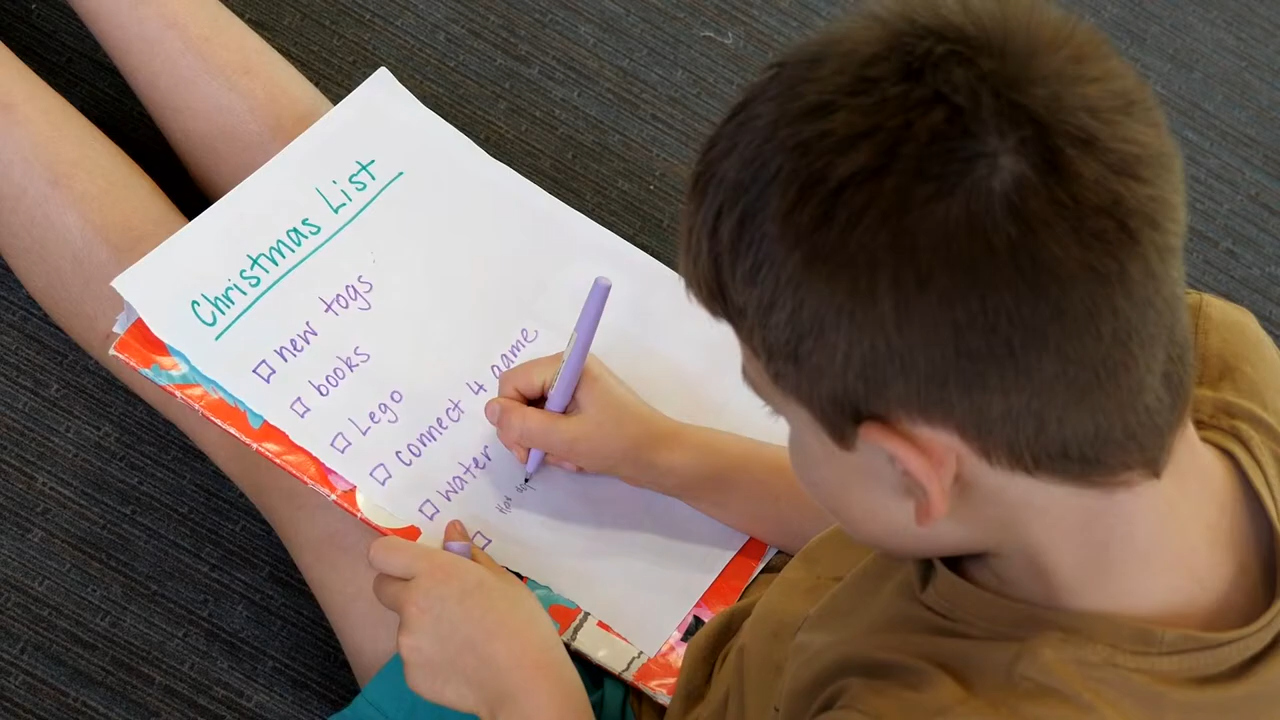 Christmas List
new togs
books
Lego
connect 4 game
water